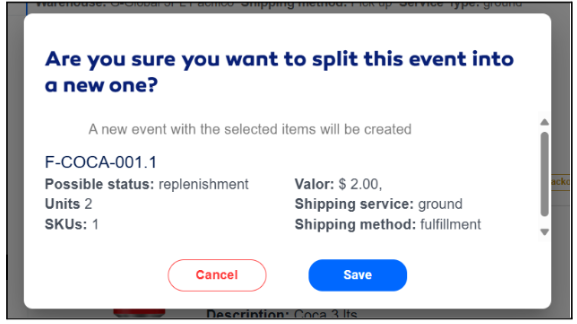 Warehouse: G-Global 3PL Pacifico Shipping method: Pick up Service Type: ground
Are you sure you want to split this event into
a new one?
A new event with the selected
items will be created
F-COCA-001.1
Possible status: replenishment
Valor: $ 2.00,
Units 2
Shipping service: ground
SKUs: 1
Shipping method: fulfillment
Cancel
Save
Description: Coca 3 lts